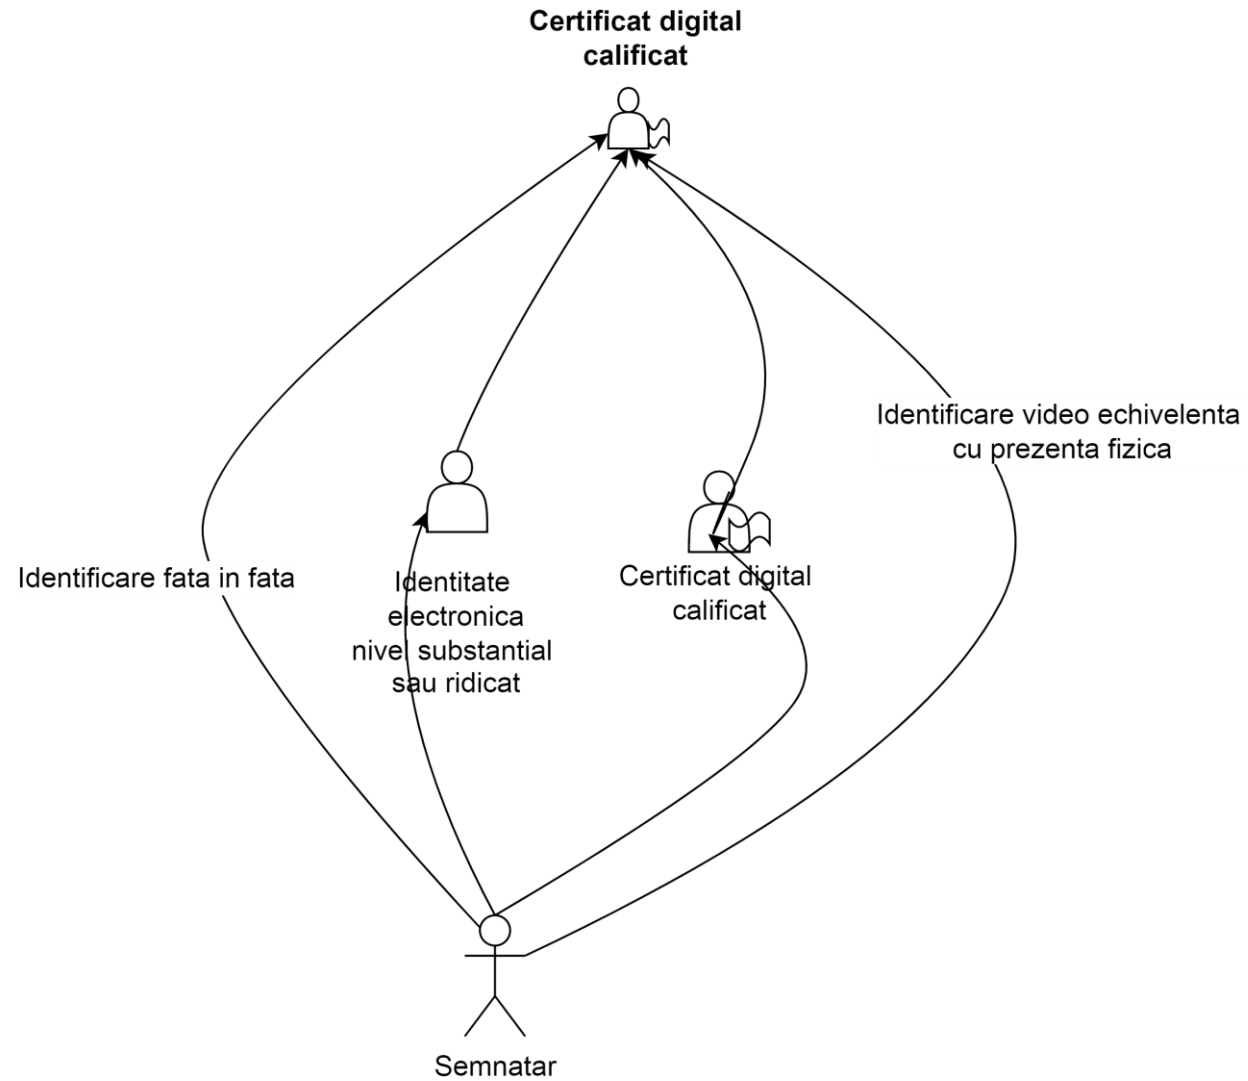 Certificat digital
calificat
Identificare video echivelenta
cu prezenta fizica
Identificare fata in fata
Identitate
electronica
nivel substantial
sau ridicat
Certificat digital
calificat
Semnatar